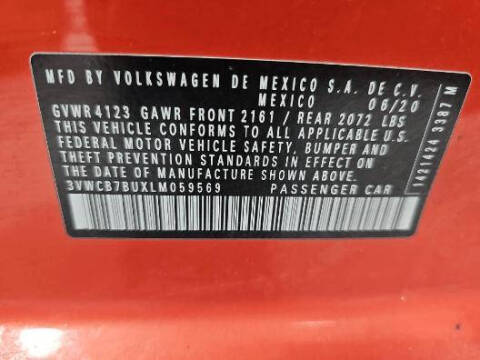 MFD BY VOLKSWAGEN DE MEXICO S.A. DE C.V.
MEXICO 06/20
GVWR 4123 GAWR FRONT 2161 / REAR 2072 LBS
THIS VEHICLE CONFORMS TO ALL APPLICABLE
FEDERAL MOTOR VEHICLE SAFETY, BUMPER AND
THEFT PREVENTION STANDARDS IN EFFECT ON
THE DATE OF MANUFACTURE SHOWN ABOVE.
3VWCB7BUXLM059569 PASSENGER CAR
1421424 3387 M